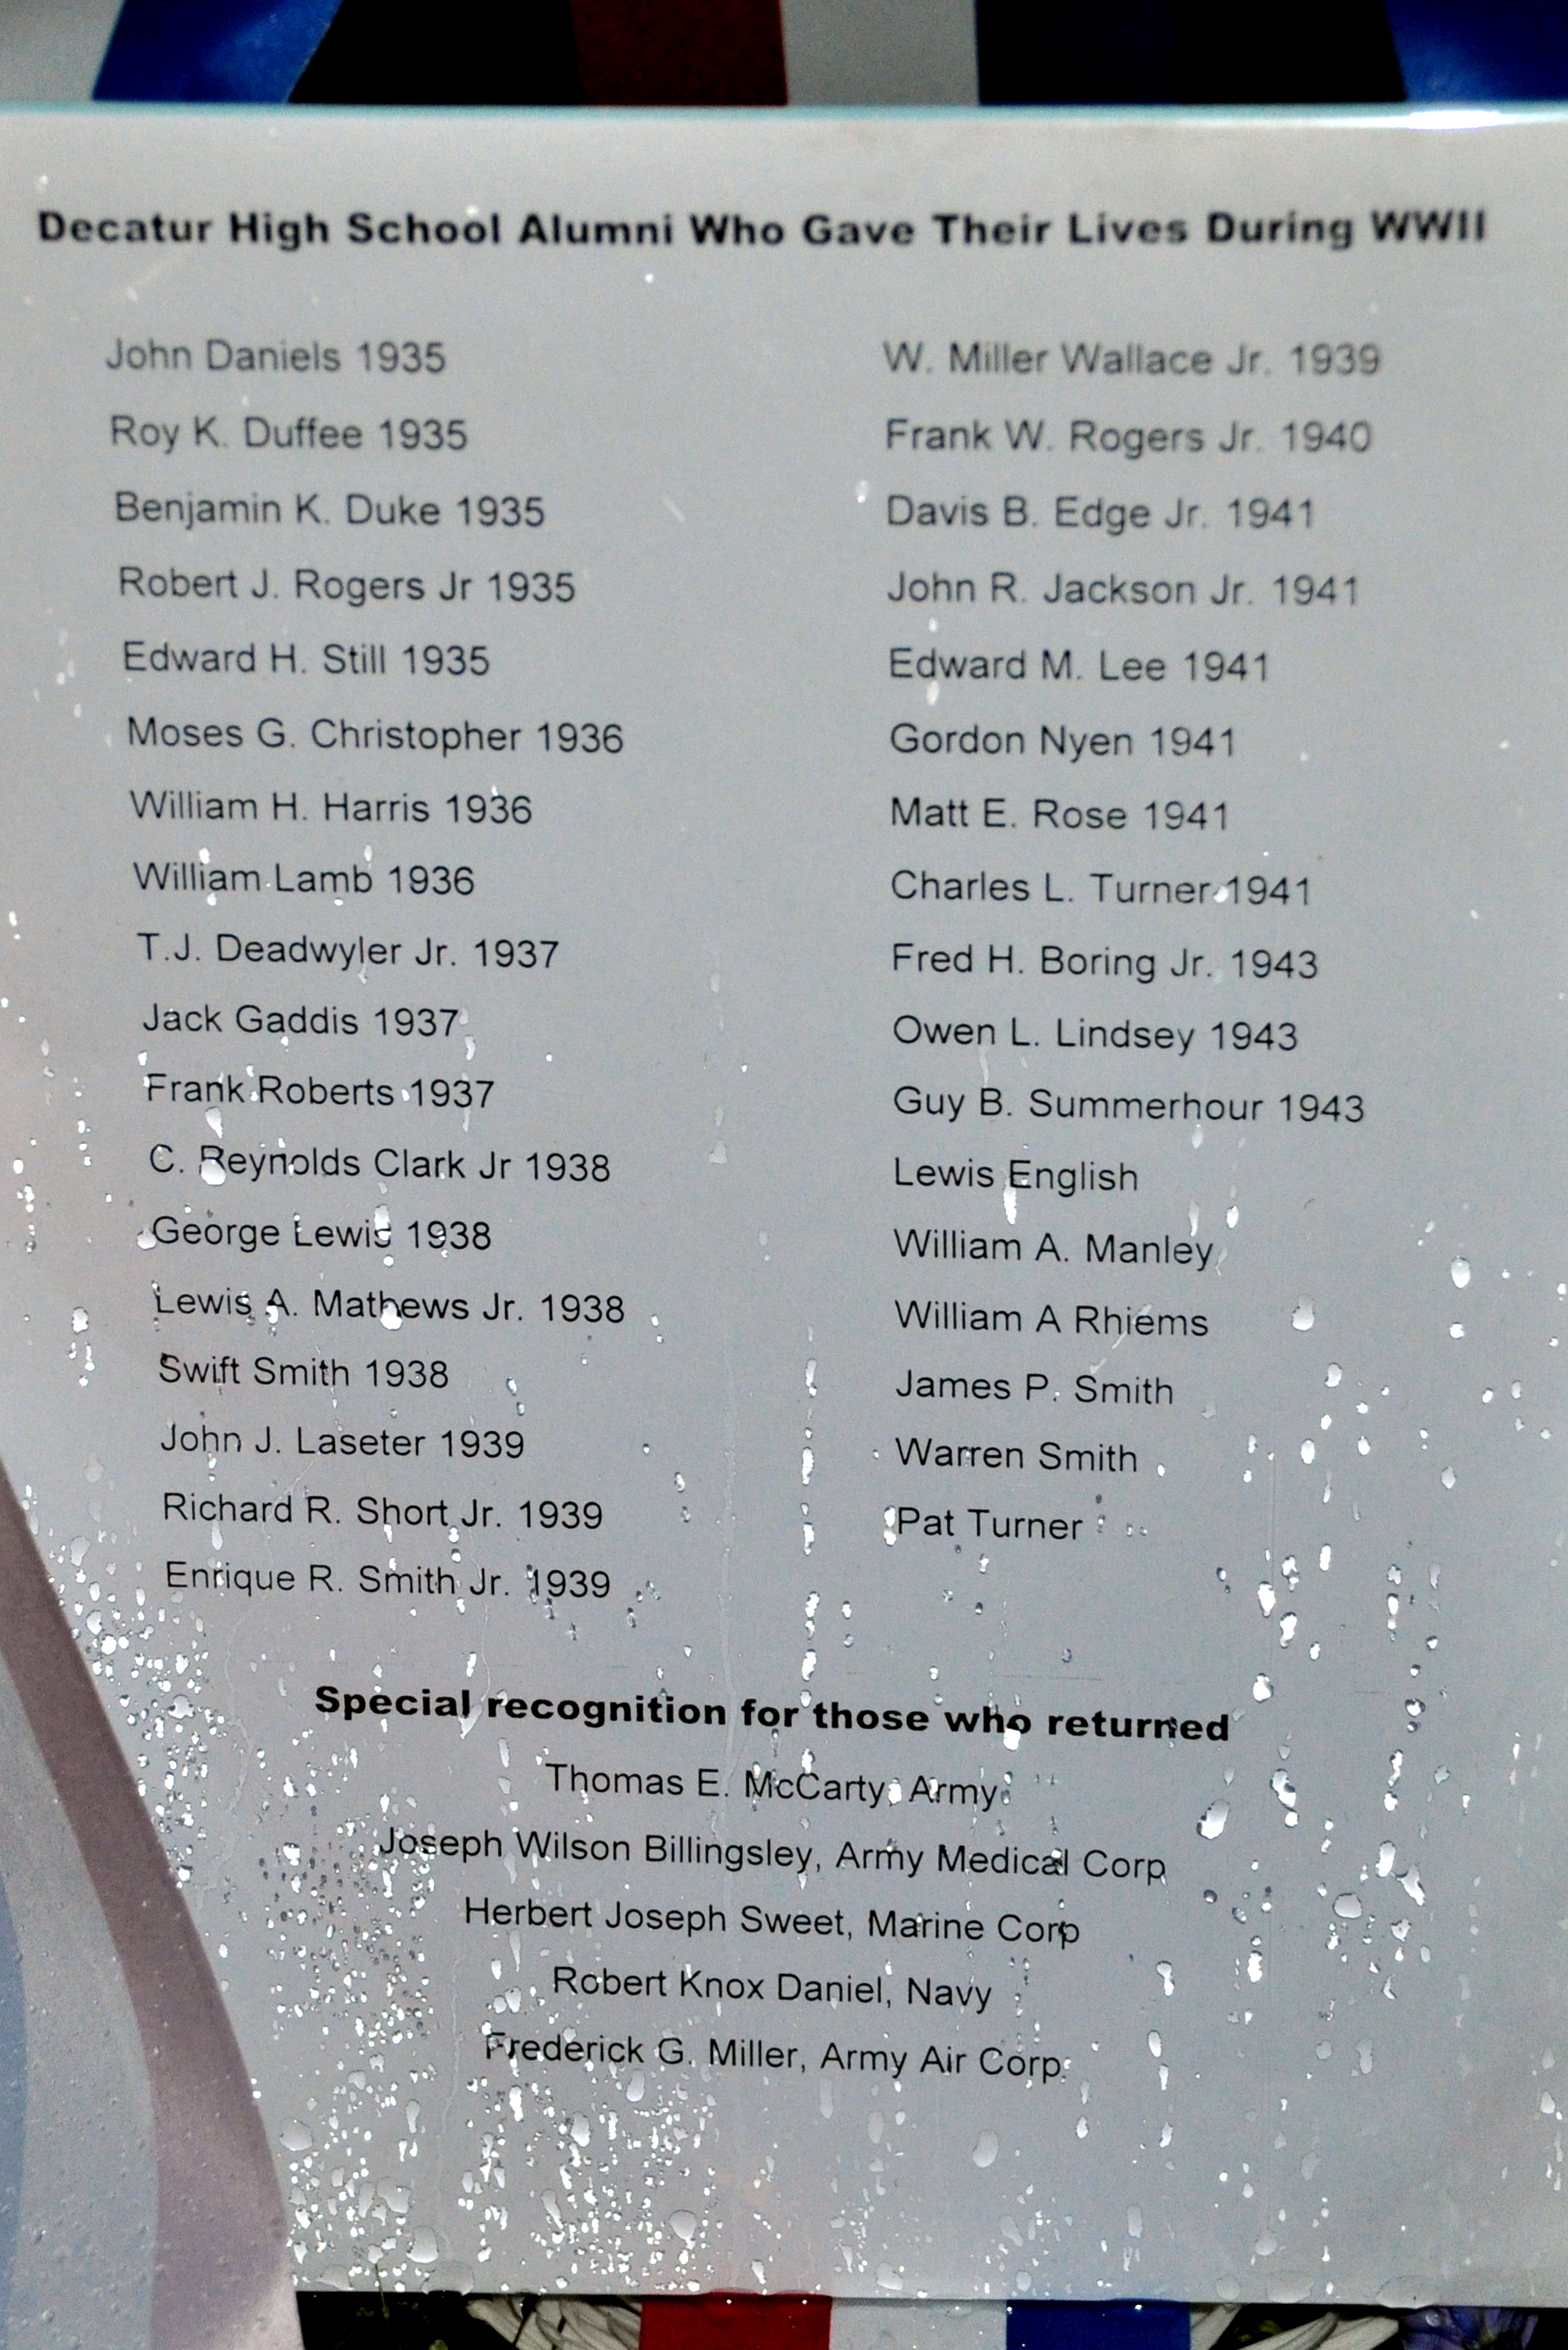 Decatur High School Alumni Who Gave Their Lives During WWII
John Daniels 1935
Roy K. Duffee 1935
Benjamin K. Duke 1935
Robert J. Rogers Jr 1935
Edward H. Still 1935
Moses G. Christopher 1936
William H. Harris 1936
William Lamb 1936
T.J. Deadwyler Jr. 1937
Jack Gaddis 1937
Frank Roberts 1937
C. Reynolds Clark Jr 1938
George Lewis 1938
Lewis A. Mathews Jr. 1938
Swift Smith 1938
John J. Laseter 1939
Richard R. Short Jr. 1939
Enrique R. Smith Jr. 1939
W. Miller Wallace Jr. 1939
Frank W. Rogers Jr. 1940
Davis B. Edge Jr. 1941
John R. Jackson Jr. 1941
Edward M. Lee 1941
Gordon Nyen 1941
Matt E. Rose 1941
Charles L. Turner 1941
Fred H. Boring Jr. 1943
Owen L. Lindsey 1943
Guy B. Summerhour 1943
Lewis English
William A. Manley
William A Rhiems
James P. Smith
Warren Smith
Pat Turner
Special recognition for those who returned
Thomas E. McCarty, Army
Joseph Wilson Billingsley, Army Medical Corp
Herbert Joseph Sweet, Marine Corp
Robert Knox Daniel, Navy
Frederick G. Miller, Army Air Corp